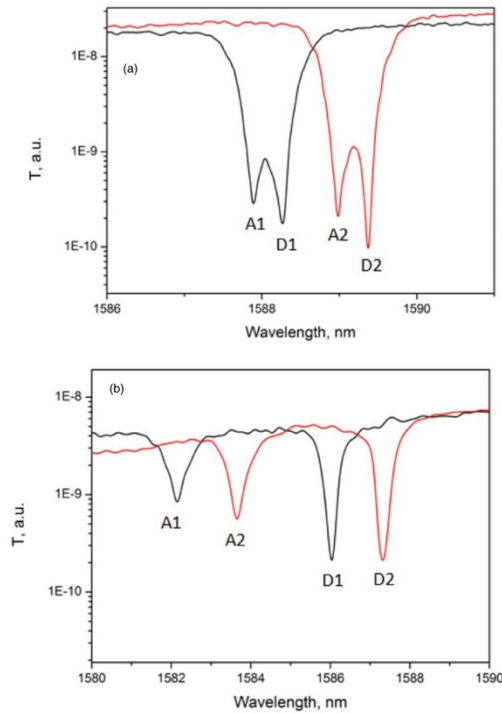 (a)
1E-8
1E-9
1E-10
T, a.u.
A1
D1
A2
D2
1586
1588
1590
Wavelength, nm
(b)
1E-8
1E-9
1E-10
T, a.u.
A1
A2
D1
D2
1580
1582
1584
1586
1588
1590
Wavelength, nm